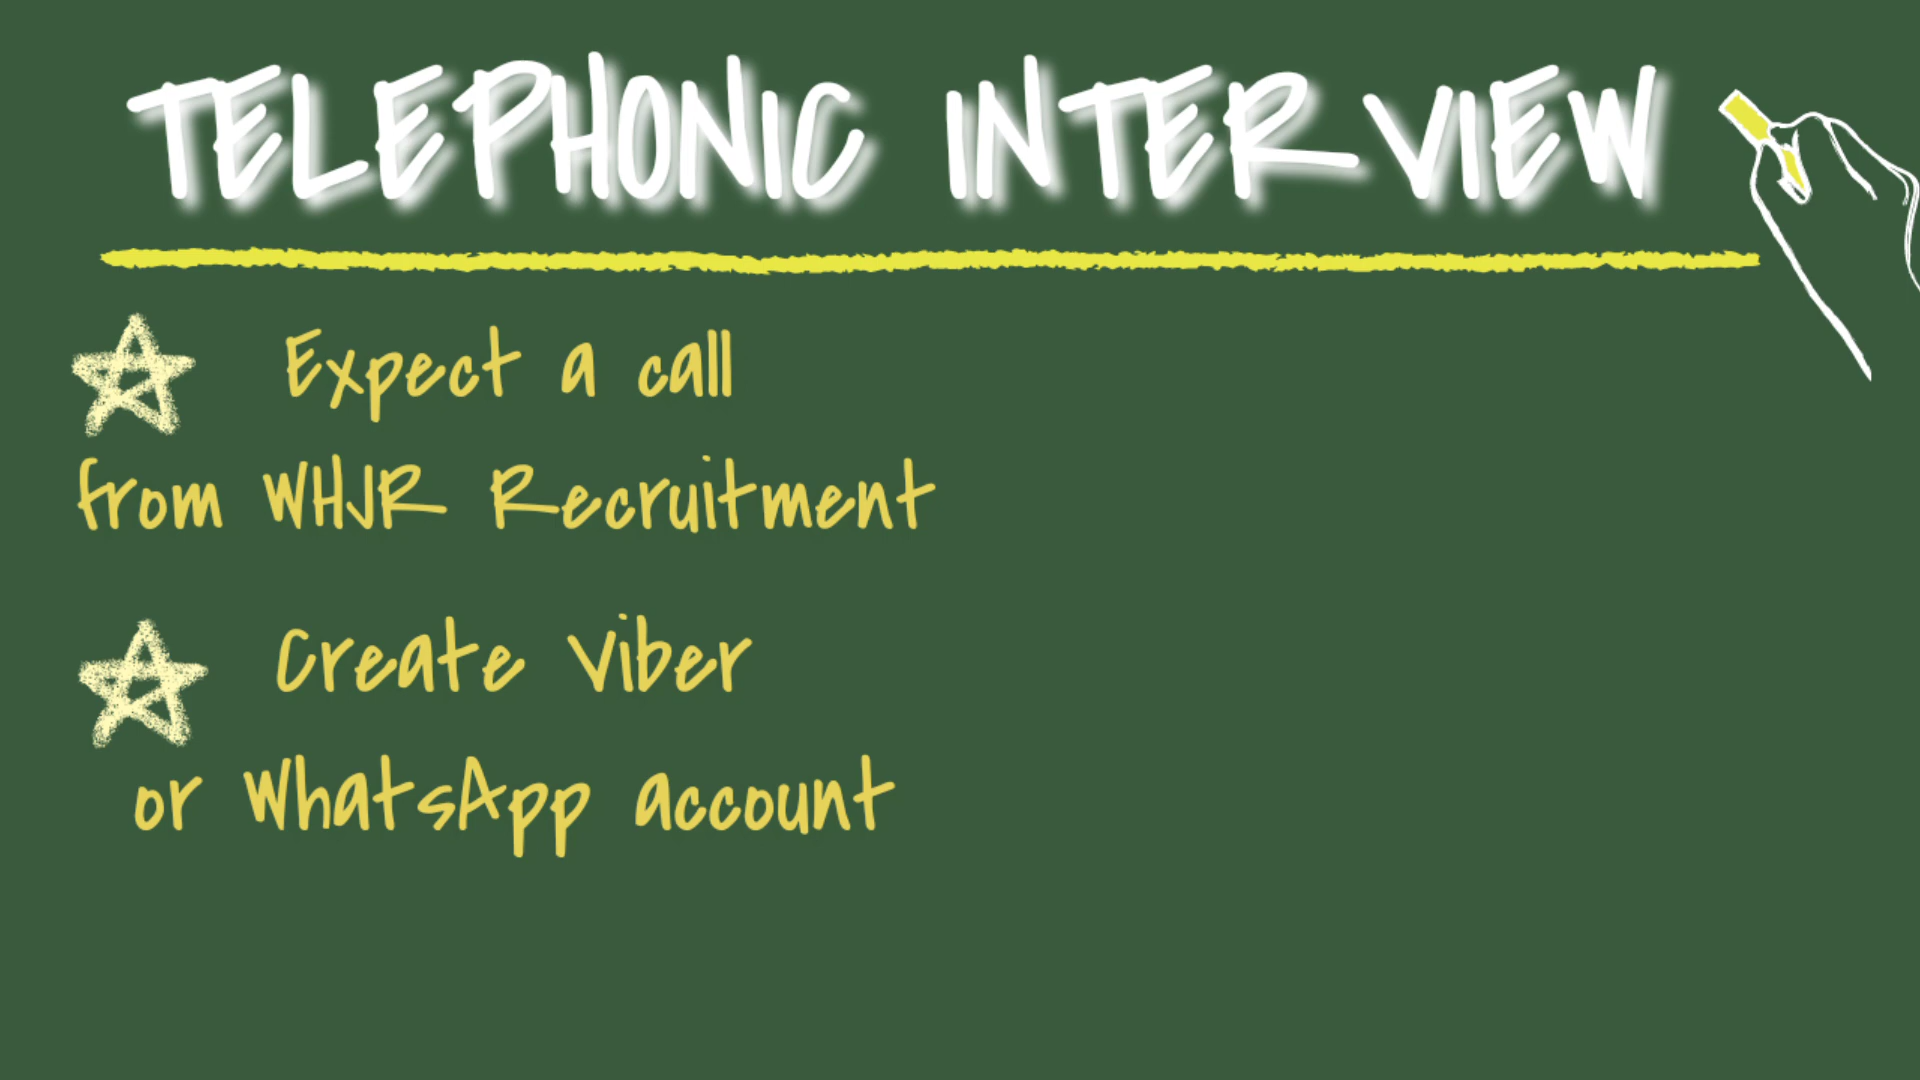 TELEPHONIC INTERVIEW
Expect a call
from WHJR Recruitment
Create Viber
or WhatsApp account